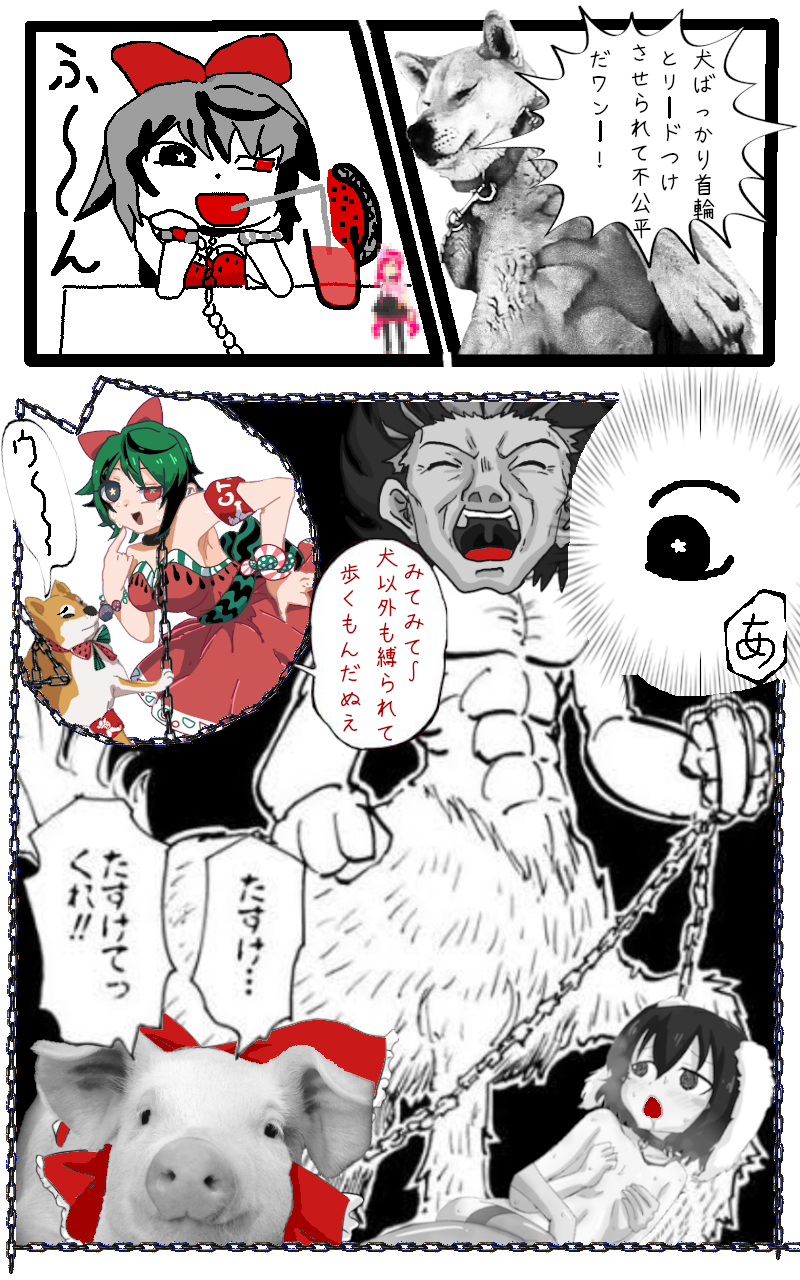 犬ばっかり首輪
とリードつけ
させられて不公平
だワンー！
ふ～ん
ウ～～
みてみて～
犬以外も縛られて
歩くもんだぬえ
あ
たすけ…
たすけてっ
くれ!!